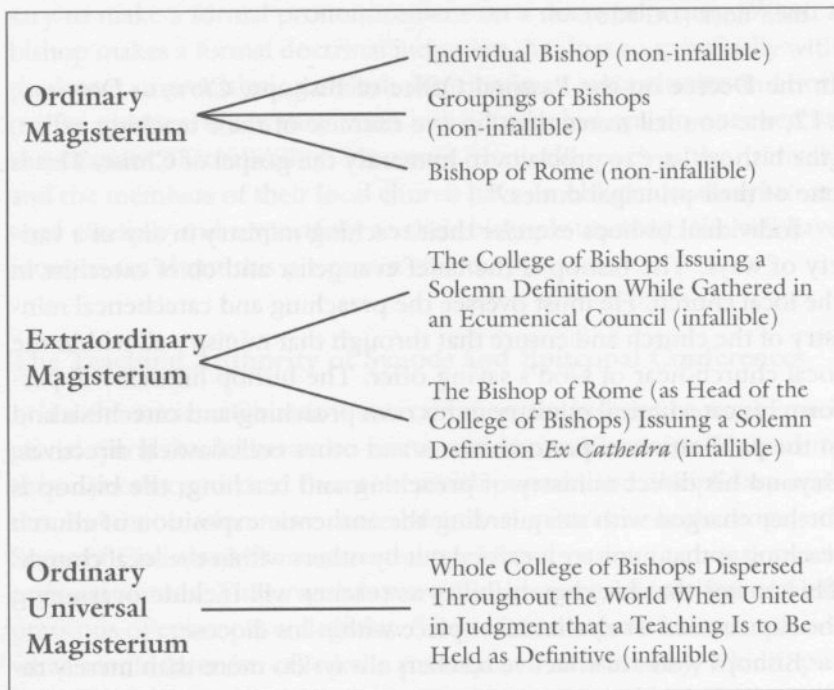 Ordinary
Magisterium
Individual Bishop (non-infallible)
Groupings of Bishops
(non-infallible)
Bishop of Rome (non-infallible)
Extraordinary
Magisterium
The College of Bishops Issuing a
Solemn Definition While Gathered in
an Ecumenical Council (infallible)
The Bishop of Rome (as Head of the
College of Bishops) Issuing a Solemn
Definition Ex Cathedra (infallible)
Ordinary
Universal
Magisterium
Whole College of Bishops Dispersed
Throughout the World When United
in Judgment that a Teaching Is to Be
Held as Definitive (infallible)